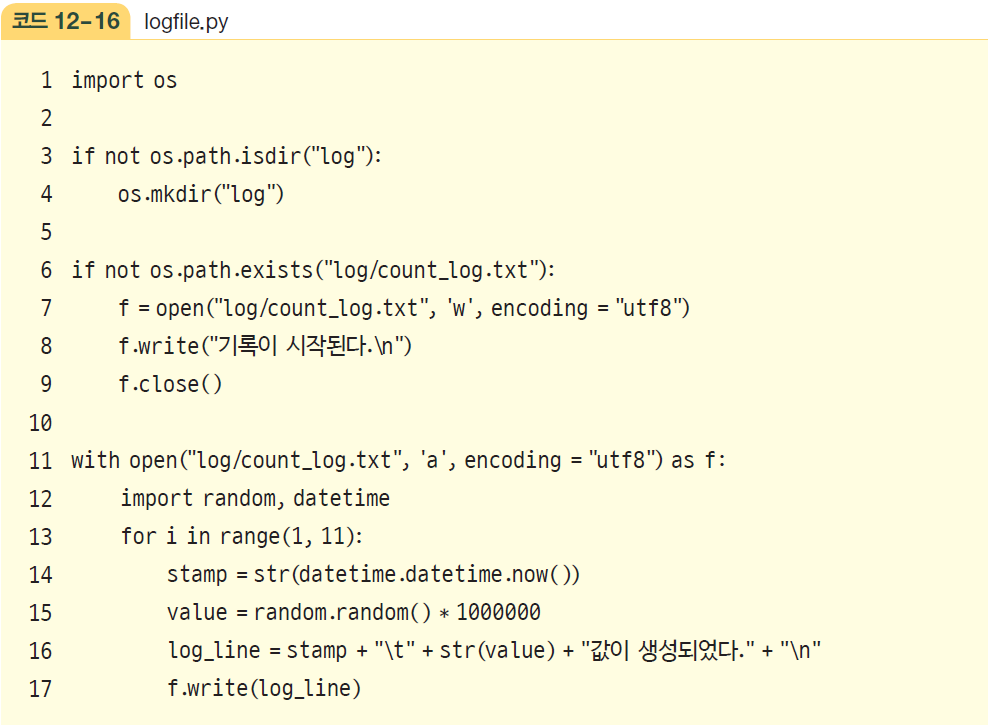 코드 12-16 logfile.py
1 import os
2
3 if not os.path.isdir("log"):
4     os.mkdir("log")
5
6 if not os.path.exists("log/count_log.txt"):
7     f = open("log/count_log.txt", 'w', encoding = "utf8")
8     f.write("기록이 시작된다.\n")
9     f.close()
10
11 with open("log/count_log.txt", 'a', encoding = "utf8") as f:
12     import random, datetime
13     for i in range(1, 11):
14         stamp = str(datetime.datetime.now())
15         value = random.random() * 1000000
16         log_line = stamp + "\t" + str(value) + "값이 생성되었다." + "\n"
17         f.write(log_line)